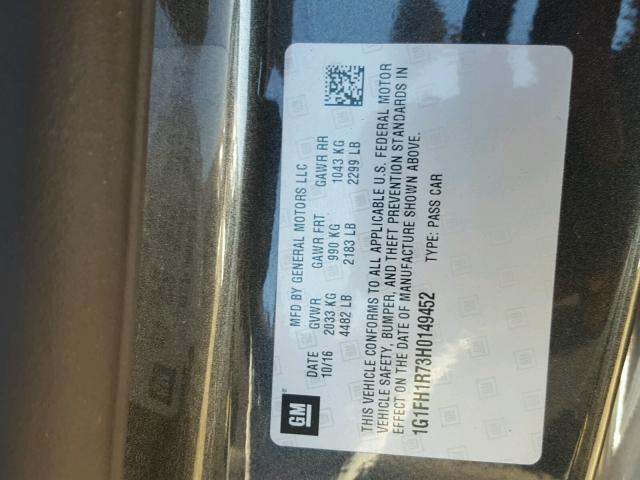 MFD BY GENERAL MOTORS LLC
DATE GVWR GAWR FRT GAWR RR
10/16 2033 KG 990 KG 1043 KG
4482 LB 2183 LB 2299 LB
GM
THIS VEHICLE CONFORMS TO ALL APPLICABLE U.S. FEDERAL MOTOR
VEHICLE SAFETY, BUMPER, AND THEFT PREVENTION STANDARDS IN
EFFECT ON THE DATE OF MANUFACTURE SHOWN ABOVE.
1G1FH1R73H0149452 TYPE: PASS CAR